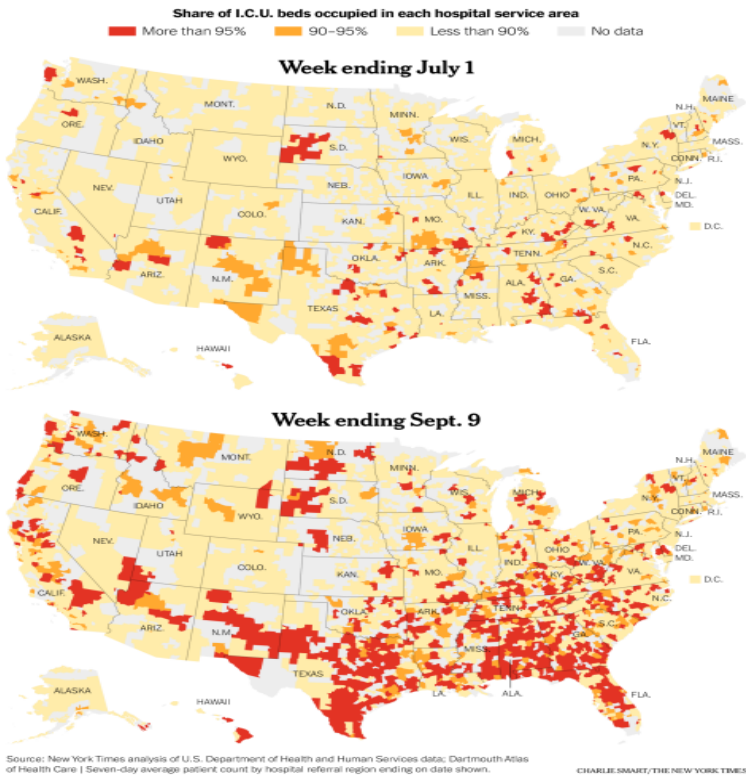 Share of I.C.U. beds occupied in each hospital service area
More than 95% 90–95% Less than 90% No data
Week ending July 1
WASH.
MONT.
N.D.
MINN.
MAINE
N.H.
VT.
ORE.
IDAHO
WYO.
S.D.
WIS.
MICH.
N.Y.
MASS.
CONN. R.I.
NEV.
UTAH
COLO.
NEB.
IOWA
ILL.
IND.
OHIO
PA.
N.J.
DEL.
MD.
CALIF.
KAN.
MO.
KY.
W. VA.
VA.
D.C.
ARIZ.
N.M.
OKLA.
ARK.
TENN.
N.C.
S.C.
TEXAS
LA.
MISS.
ALA.
GA.
FLA.
ALASKA
HAWAII
Week ending Sept. 9
WASH.
MONT.
N.D.
MINN.
MAINE
N.H.
VT.
ORE.
IDAHO
WYO.
S.D.
WIS.
MICH.
N.Y.
MASS.
CONN. R.I.
NEV.
UTAH
COLO.
NEB.
IOWA
ILL.
IND.
OHIO
PA.
N.J.
DEL.
MD.
CALIF.
KAN.
MO.
KY.
W. VA.
VA.
D.C.
ARIZ.
N.M.
OKLA.
ARK.
TENN.
N.C.
S.C.
TEXAS
LA.
MISS.
ALA.
GA.
FLA.
ALASKA
HAWAII
Source: New York Times analysis of U.S. Department of Health and Human Services data; Dartmouth Atlas
of Health Care | Seven-day average patient count by hospital referral region ending on date shown.
CHARLIE SMART/THE NEW YORK TIMES